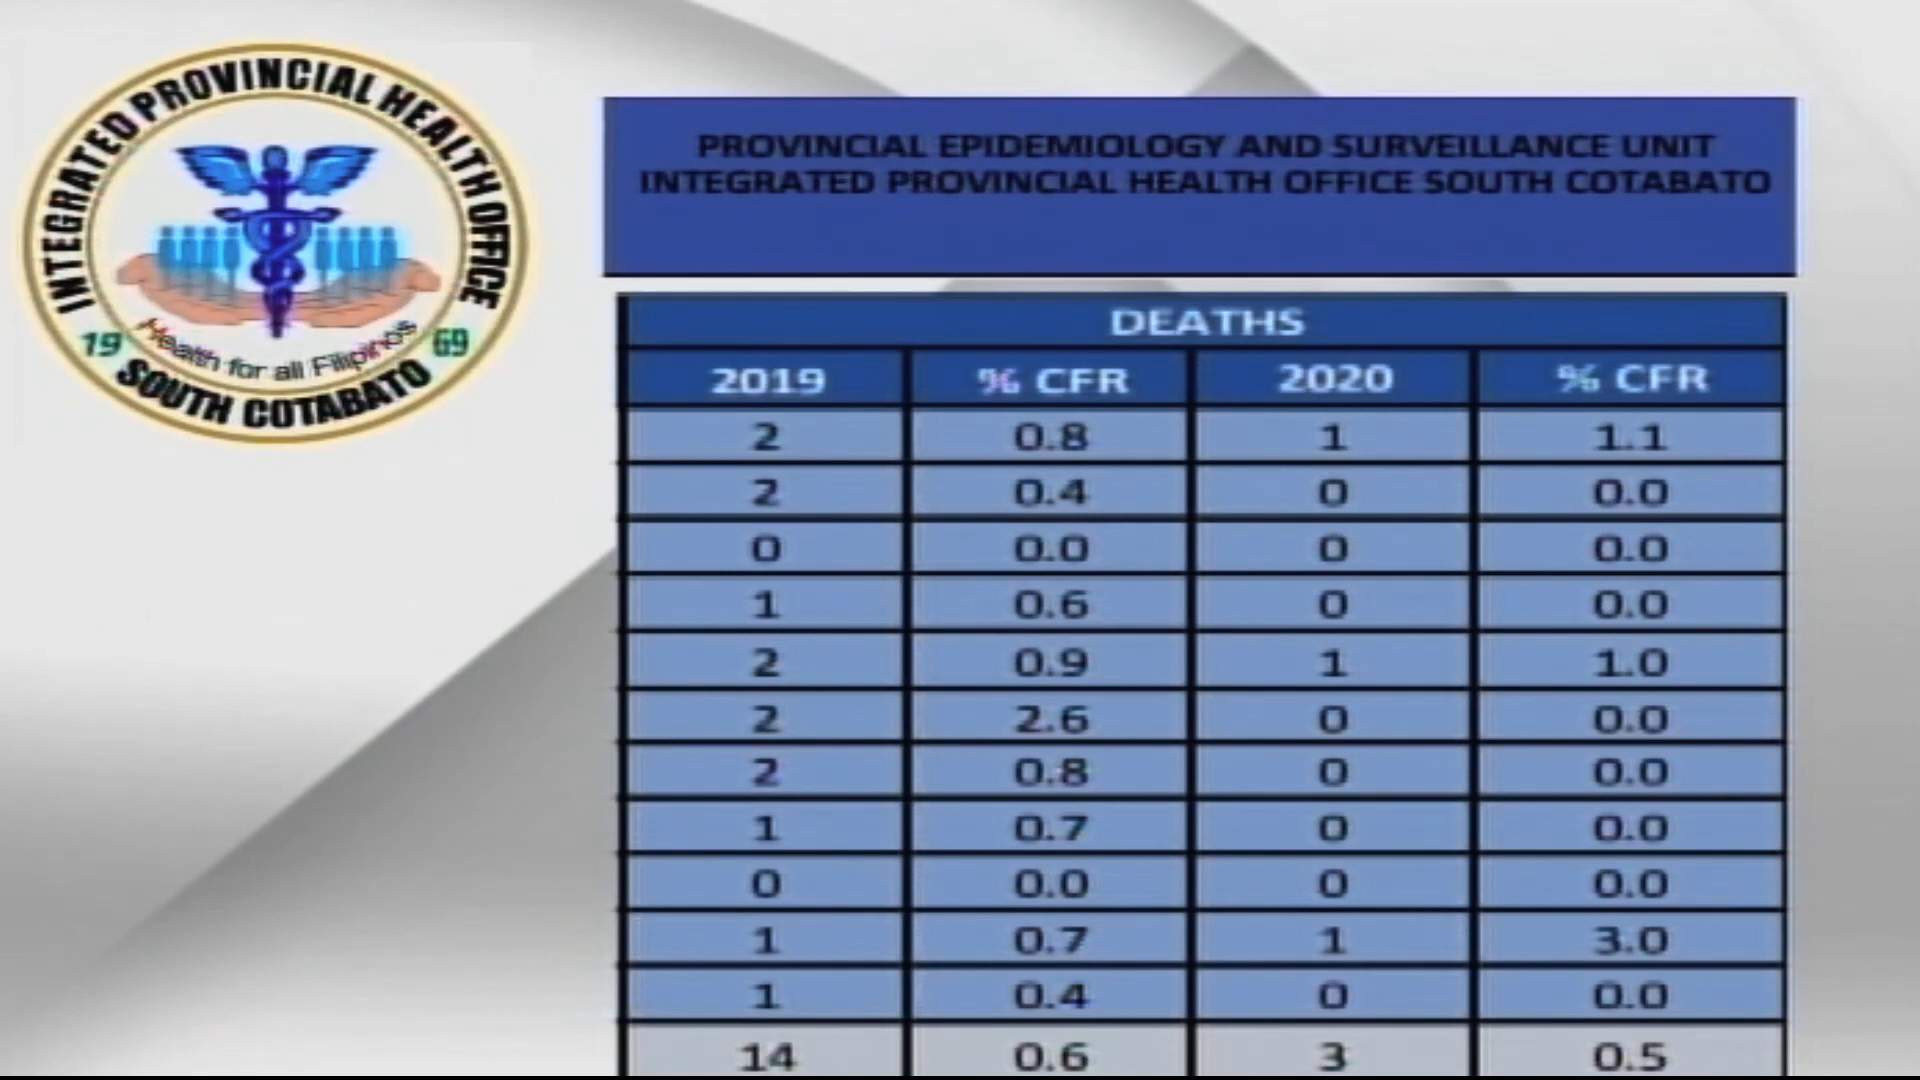 INTEGRATED PROVINCIAL HEALTH OFFICE
19 69
Health for all Filipinos
SOUTH COTABATO
PROVINCIAL EPIDEMIOLOGY AND SURVEILLANCE UNIT
INTEGRATED PROVINCIAL HEALTH OFFICE SOUTH COTABATO
DEATHS
2019 % CFR 2020 % CFR
2 0.8 1 1.1
2 0.4 0 0.0
0 0.0 0 0.0
1 0.6 0 0.0
2 0.9 1 1.0
2 2.6 0 0.0
2 0.8 0 0.0
1 0.7 0 0.0
0 0.0 0 0.0
1 0.7 1 3.0
1 0.4 0 0.0
14 0.6 3 0.5